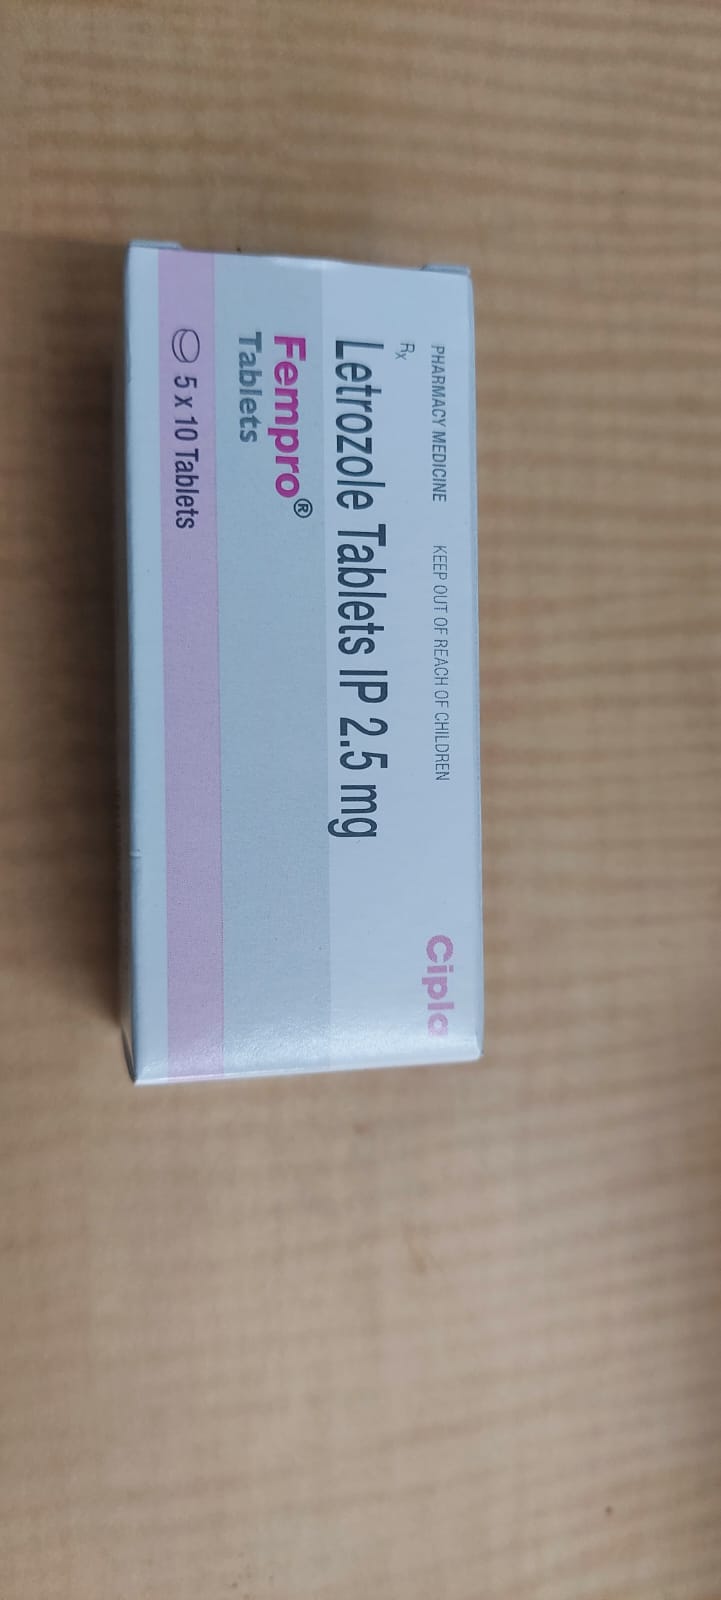 PHARMACY MEDICINE KEEP OUT OF REACH OF CHILDREN
Rx
Cipla
Letrozole Tablets IP 2.5 mg
Fempro®
Tablets
5 x 10 Tablets